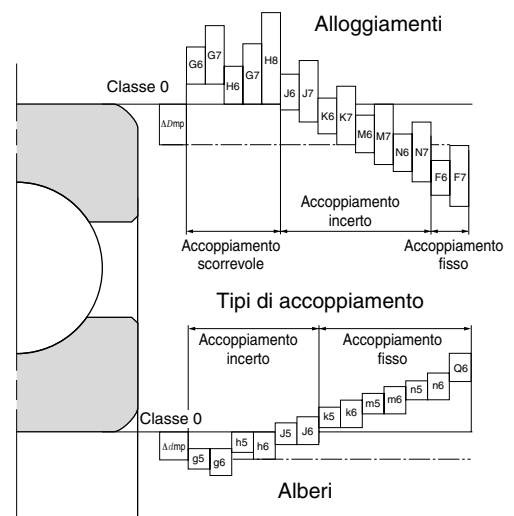 Alloggiamenti
G6 G7 H6 G7 H8
Classe 0
J6 J7
ΔDmp
K6 K7
M6 M7
N6 N7
F6 F7
Accoppiamento
incerto
Accoppiamento
scorrevole
Accoppiamento
fisso
Tipi di accoppiamento
Accoppiamento
incerto
Accoppiamento
fisso
Q6
n5 n6
m5 m6
k5 k6
Classe 0
J5 J6
h5 h6
Δdmp
g5 g6
Alberi